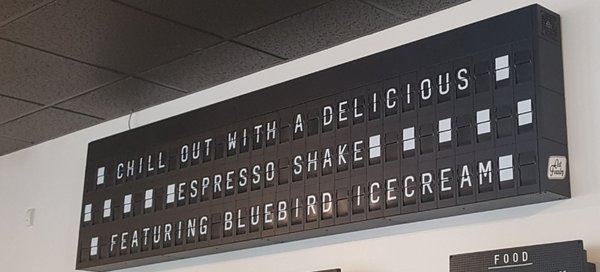 CHILL OUT WITH A DELICIOUS
ESPRESSO SHAKE
FEATURING BLUEBIRD ICECREAM
FOOD